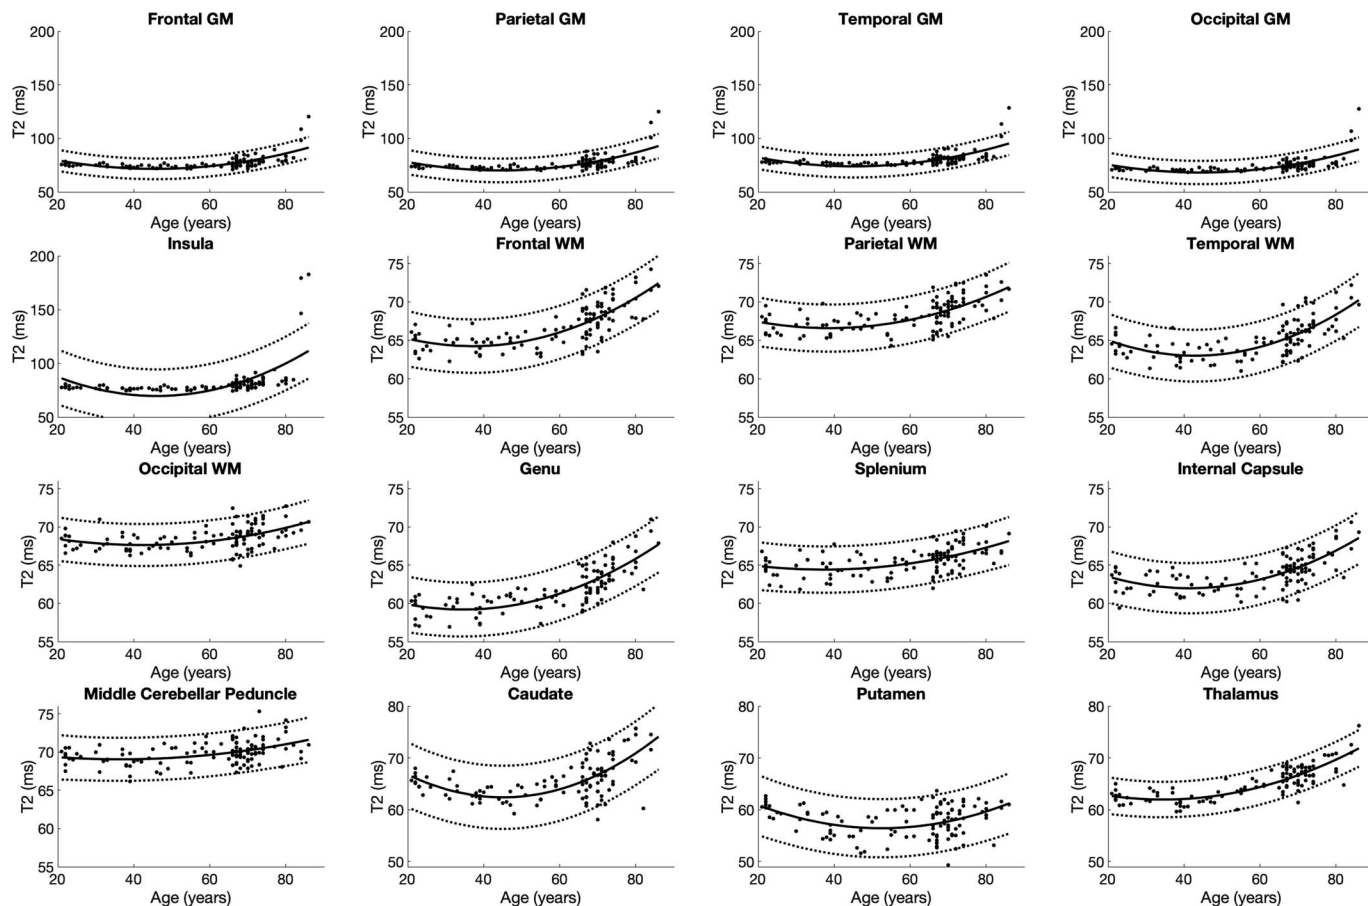 Frontal GM Parietal GM Temporal GM Occipital GM
200 200 200 200
150 150 150 150
T2 (ms) T2 (ms) T2 (ms) T2 (ms)
100 100 100 100
50 50 50 50
20 40 60 80 20 40 60 80 20 40 60 80 20 40 60 80
Age (years) Age (years) Age (years) Age (years)
Insula Frontal WM Parietal WM Temporal WM
200 75 75 75
150 70 70 70
T2 (ms) T2 (ms) T2 (ms) T2 (ms)
100 65 65 65
60 60 60
50 55 55 55
20 40 60 80 20 40 60 80 20 40 60 80 20 40 60 80
Age (years) Age (years) Age (years) Age (years)
Occipital WM Genu Splenium Internal Capsule
75 75 75 75
70 70 70 70
T2 (ms) T2 (ms) T2 (ms) T2 (ms)
65 65 65 65
60 60 60 60
55 55 55 55
20 40 60 80 20 40 60 80 20 40 60 80 20 40 60 80
Age (years) Age (years) Age (years) Age (years)
Middle Cerebellar Peduncle Caudate Putamen Thalamus
75 80 80 80
70 70 70 70
T2 (ms) T2 (ms) T2 (ms) T2 (ms)
65 60 60 60
60
55 50 50 50
20 40 60 80 20 40 60 80 20 40 60 80 20 40 60 80
Age (years) Age (years) Age (years) Age (years)